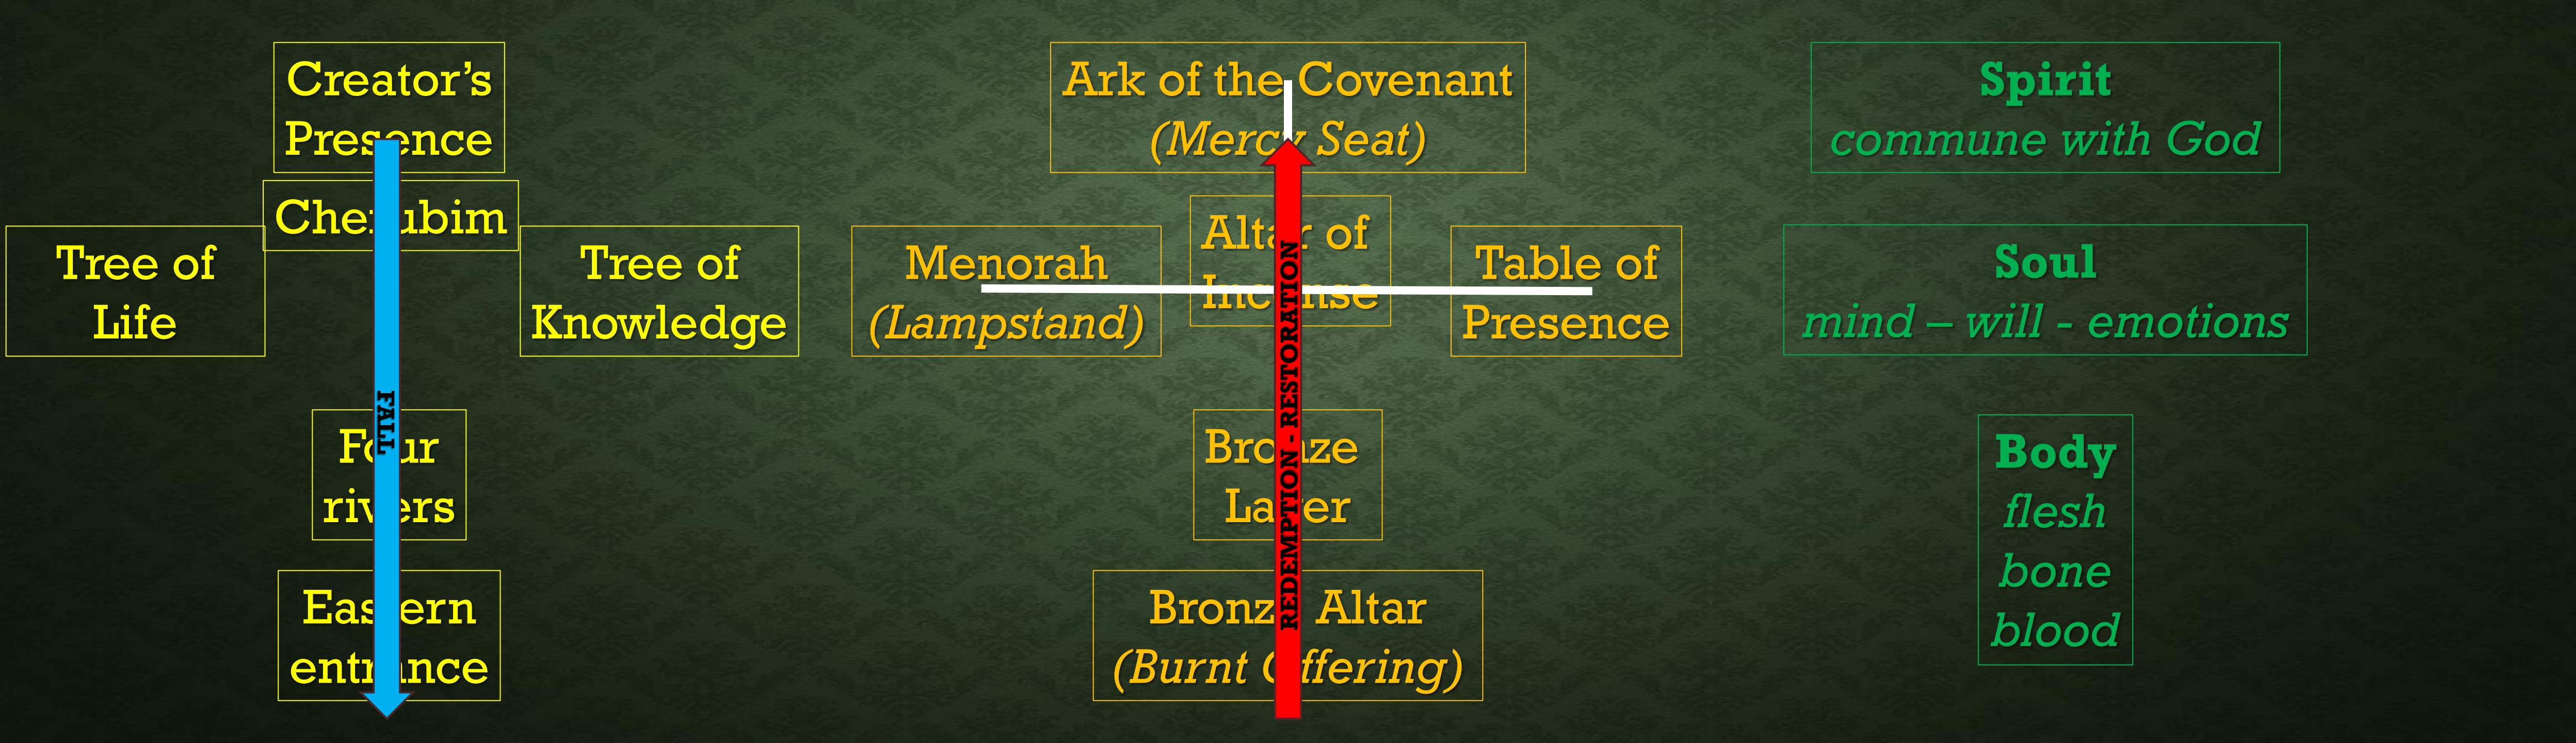 Creator’s
Presence
Cherubim
Tree of
Life
Tree of
Knowledge
FALL
Four
rivers
Eastern
entrance
Ark of the Covenant
(Mercy Seat)
Altar of
Incense
Menorah
(Lampstand)
Table of
Presence
REDEMPTION - RESTORATION
Bronze
Laver
Bronze Altar
(Burnt Offering)
Spirit
commune with God
Soul
mind – will - emotions
Body
flesh
bone
blood